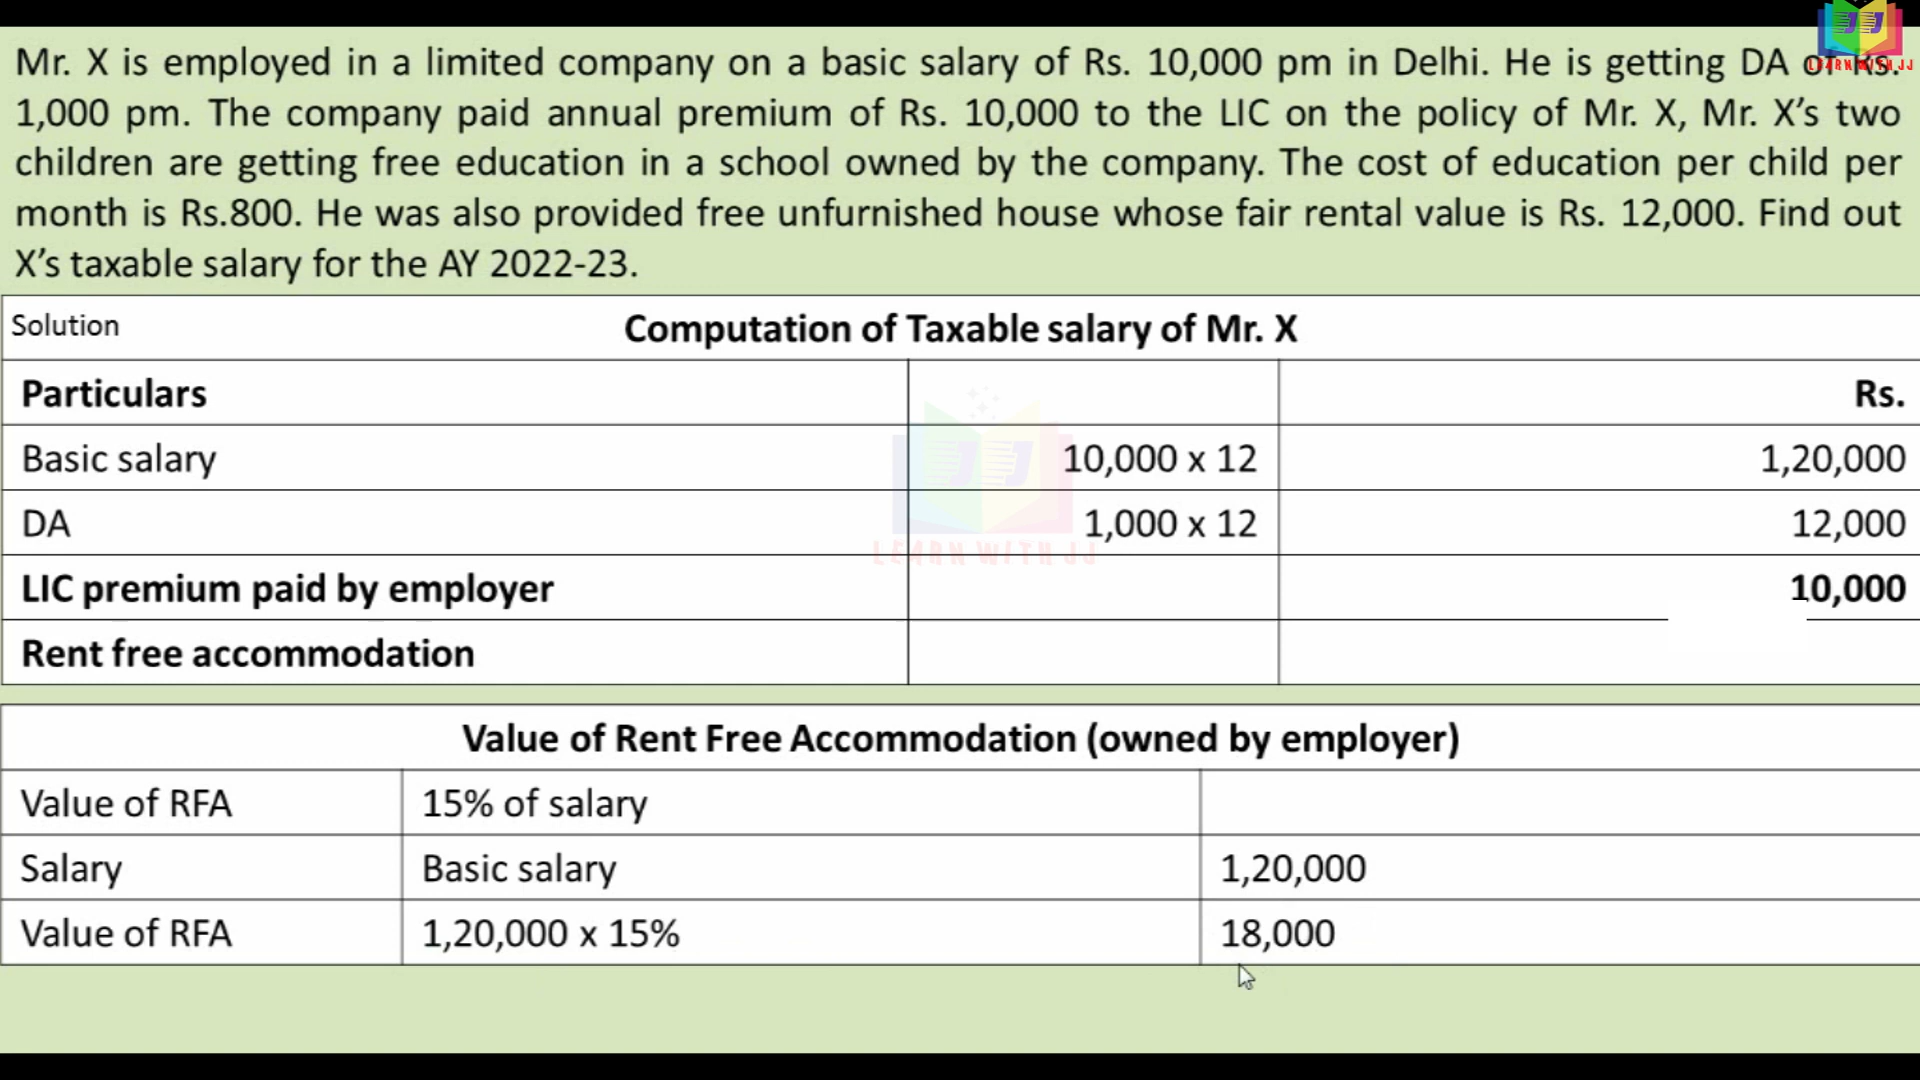 Mr. X is employed in a limited company on a basic salary of Rs. 10,000 pm in Delhi. He is getting DA of Rs.
1,000 pm. The company paid annual premium of Rs. 10,000 to the LIC on the policy of Mr. X, Mr. X’s two
children are getting free education in a school owned by the company. The cost of education per child per
month is Rs.800. He was also provided free unfurnished house whose fair rental value is Rs. 12,000. Find out
X’s taxable salary for the AY 2022-23.
LEARN WITH JJ
Solution Computation of Taxable salary of Mr. X
Particulars Rs.
Basic salary 10,000 x 12 1,20,000
DA 1,000 x 12 12,000
LEARN WITH JJ
LIC premium paid by employer 10,000
Rent free accommodation
Value of Rent Free Accommodation (owned by employer)
Value of RFA 15% of salary
Salary Basic salary 1,20,000
Value of RFA 1,20,000 x 15% 18,000